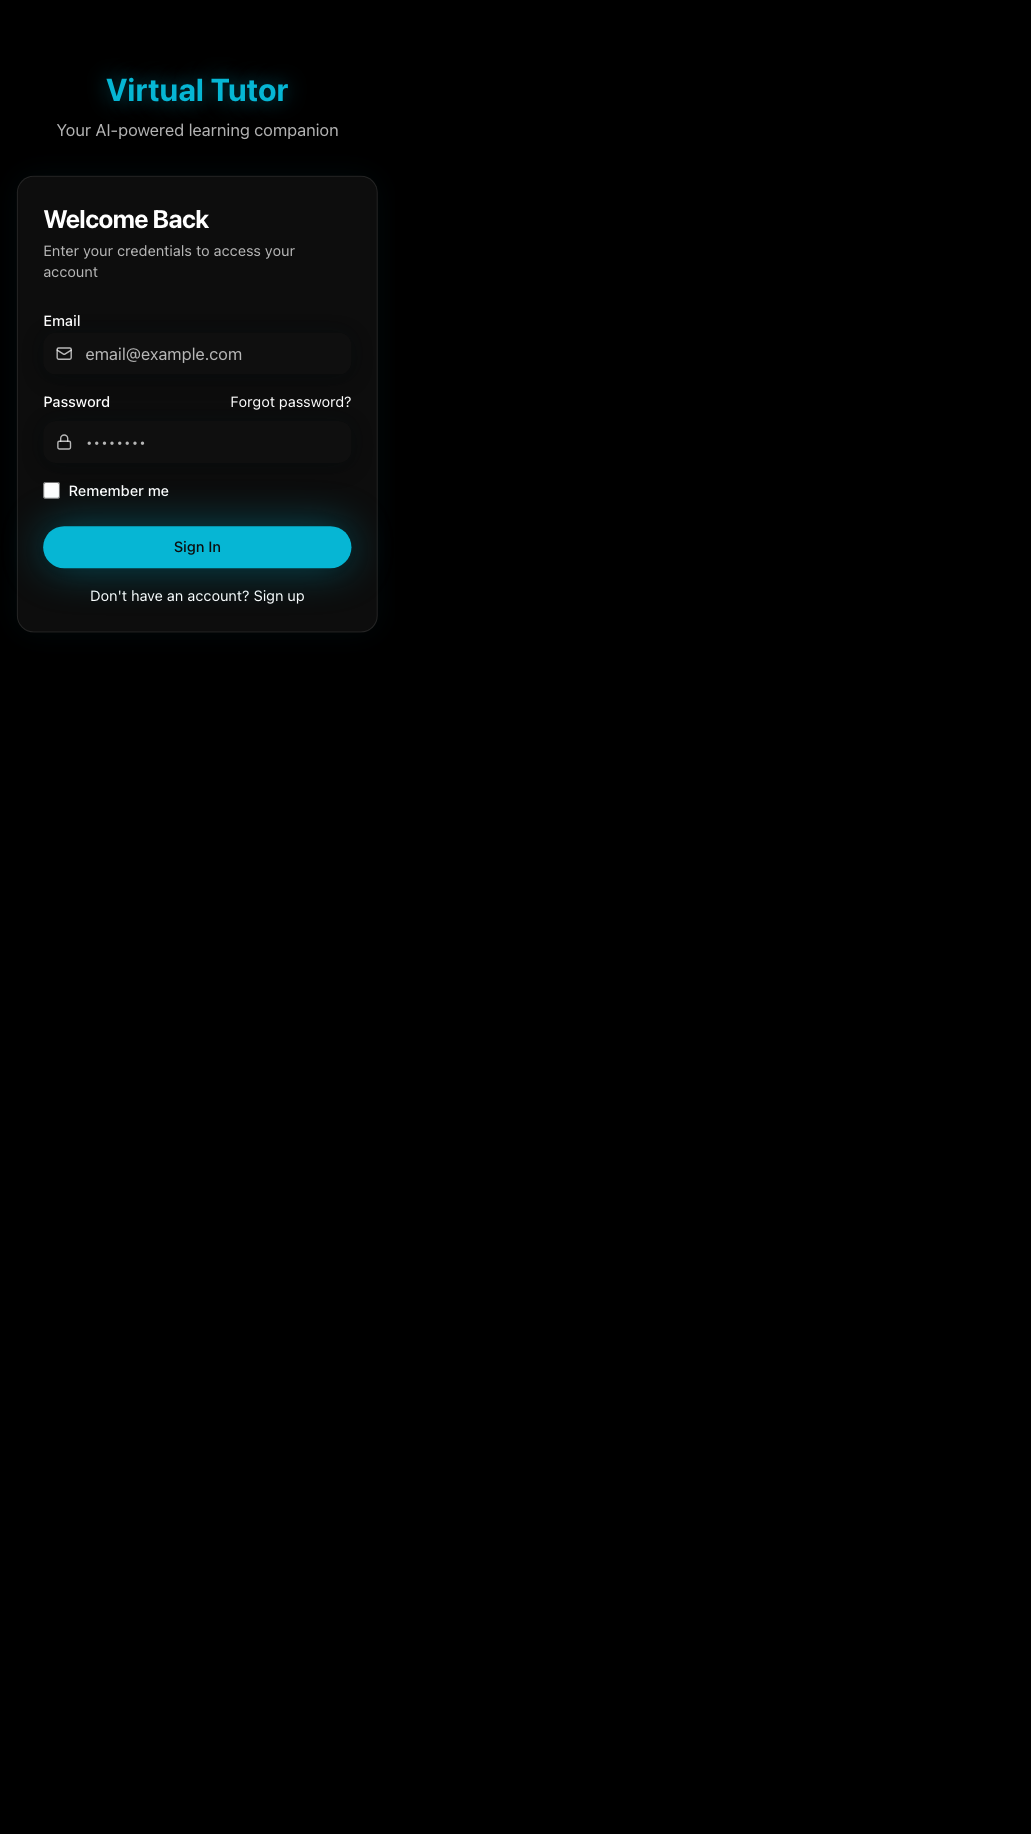 Virtual Tutor
Your AI-powered learning companion
Welcome Back
Enter your credentials to access your
account
Email
email@example.com
Password Forgot password?
••••••••
Remember me
Sign In
Don't have an account? Sign up